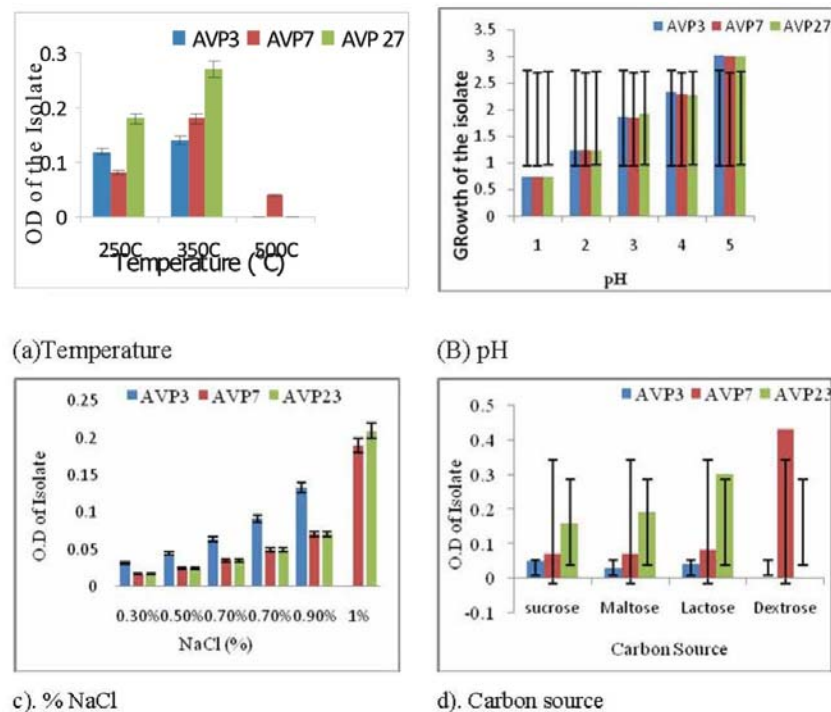 AVP3 AVP7 AVP 27
0.3
0.2
0.1
0
OD of the Isolate
250C 350C 500C
Temperature (°C)
(a)Temperature
AVP3 AVP7 AVP27
3.5
3
2.5
2
1.5
1
0.5
0
GRowth of the isolate
1 2 3 4 5
pH
(B) pH
AVP3 AVP7 AVP23
0.25
0.2
0.15
0.1
0.05
0
O.D of Isolate
0.30% 0.50% 0.70% 0.70% 0.90% 1%
NaCl (%)
c). % NaCl
AVP3 AVP7 AVP23
0.5
0.4
0.3
0.2
0.1
0
-0.1
O.D of Isolate
sucrose Maltose Lactose Dextrose
Carbon Source
d). Carbon source